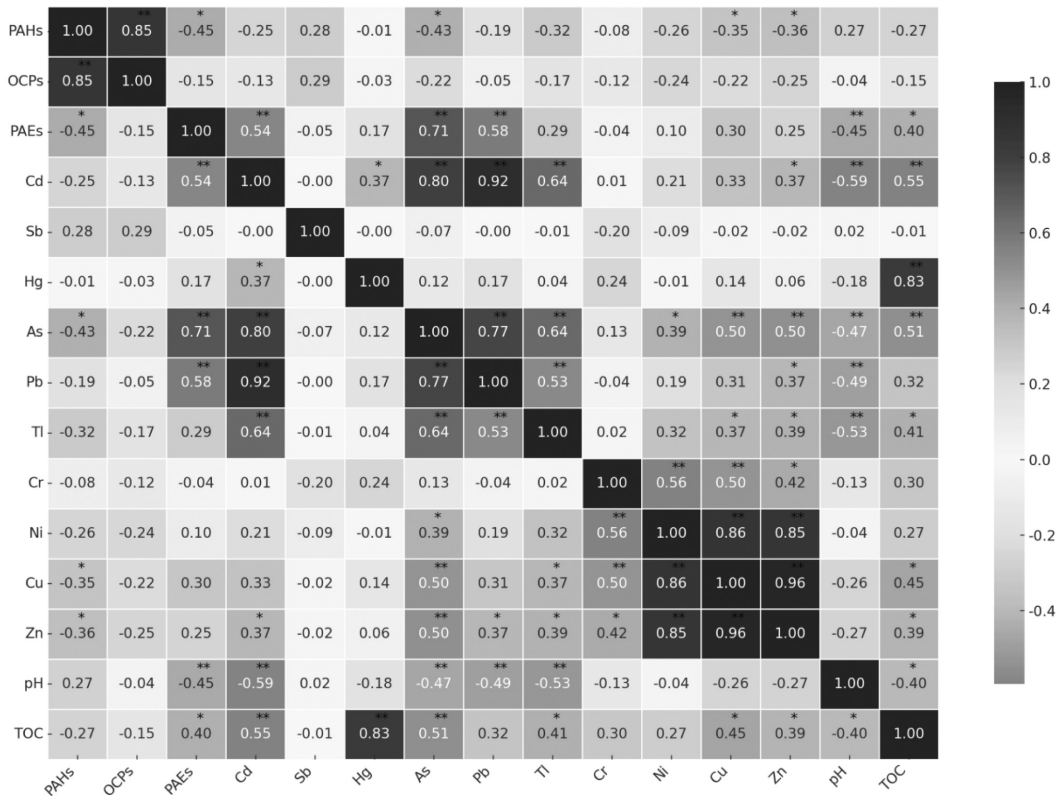 * * * * * *
PAHs 1.00 0.85 -0.45 -0.25 0.28 -0.01 -0.43 -0.19 -0.32 -0.08 -0.26 -0.35 -0.36 0.27 -0.27
**
OCPs 0.85 1.00 -0.15 -0.13 0.29 -0.03 -0.22 -0.05 -0.17 -0.12 -0.24 -0.22 -0.25 -0.04 -0.15
* ** ** ** ** *
PAEs -0.45 -0.15 1.00 0.54 -0.05 0.17 0.71 0.58 0.29 -0.04 0.10 0.30 0.25 -0.45 0.40
** * ** ** ** * ** **
Cd -0.25 -0.13 0.54 1.00 -0.00 0.37 0.80 0.92 0.64 0.01 0.21 0.33 0.37 -0.59 0.55
Sb 0.28 0.29 -0.05 -0.00 1.00 -0.00 -0.07 -0.00 -0.01 -0.20 -0.09 -0.02 -0.02 0.02 -0.01
* **
Hg -0.01 -0.03 0.17 0.37 -0.00 1.00 0.12 0.17 0.04 0.24 -0.01 0.14 0.06 -0.18 0.83
* ** ** ** ** * ** ** ** **
As -0.43 -0.22 0.71 0.80 -0.07 0.12 1.00 0.77 0.64 0.13 0.39 0.50 0.50 -0.47 0.51
** ** ** ** * **
Pb -0.19 -0.05 0.58 0.92 -0.00 0.17 0.77 1.00 0.53 -0.04 0.19 0.31 0.37 -0.49 0.32
** ** ** * * ** *
Tl -0.32 -0.17 0.29 0.64 -0.01 0.04 0.64 0.53 1.00 0.02 0.32 0.37 0.39 -0.53 0.41
** ** *
Cr -0.08 -0.12 -0.04 0.01 -0.20 0.24 0.13 -0.04 0.02 1.00 0.56 0.50 0.42 -0.13 0.30
* ** ** **
Ni -0.26 -0.24 0.10 0.21 -0.09 -0.01 0.39 0.19 0.32 0.56 1.00 0.86 0.85 -0.04 0.27
* ** * ** ** ** *
Cu -0.35 -0.22 0.30 0.33 -0.02 0.14 0.50 0.31 0.37 0.50 0.86 1.00 0.96 -0.26 0.45
* * ** * * * ** ** *
Zn -0.36 -0.25 0.25 0.37 -0.02 0.06 0.50 0.37 0.39 0.42 0.85 0.96 1.00 -0.27 0.39
** ** ** ** ** *
pH 0.27 -0.04 -0.45 -0.59 0.02 -0.18 -0.47 -0.49 -0.53 -0.13 -0.04 -0.26 -0.27 1.00 -0.40
* ** ** ** * * * *
TOC -0.27 -0.15 0.40 0.55 -0.01 0.83 0.51 0.32 0.41 0.30 0.27 0.45 0.39 -0.40 1.00
PAHs OCPs PAEs Cd Sb Hg As Pb Tl Cr Ni Cu Zn pH TOC
1.0
0.8
0.6
0.4
0.2
0.0
-0.2
-0.4